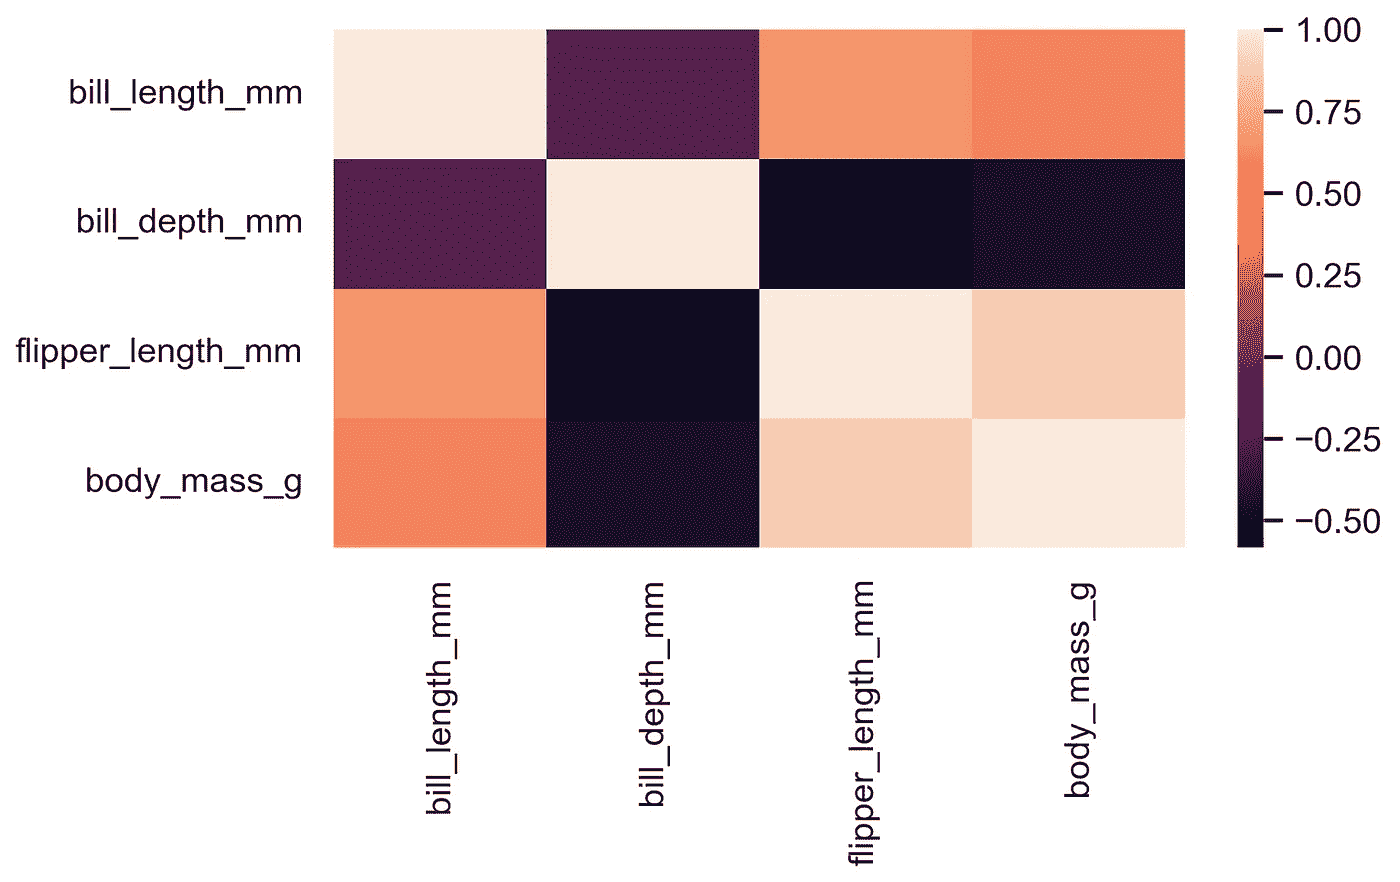 bill_length_mm
bill_depth_mm
flipper_length_mm
body_mass_g
bill_length_mm
bill_depth_mm
flipper_length_mm
body_mass_g
1.00
0.75
0.50
0.25
0.00
−0.25
−0.50